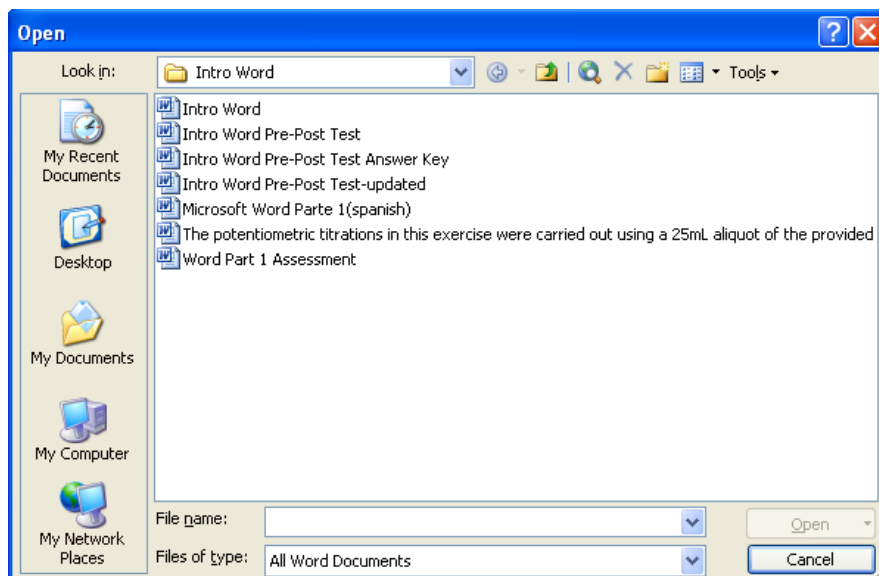 Open
Look in:
Intro Word
Tools
My Recent
Documents
Desktop
My Documents
My Computer
My Network
Places
Intro Word
Intro Word Pre-Post Test
Intro Word Pre-Post Test Answer Key
Intro Word Pre-Post Test-updated
Microsoft Word Parte 1(spanish)
The potentiometric titrations in this exercise were carried out using a 25mL aliquot of the provided
Word Part 1 Assessment
File name:
Open
Files of type:
All Word Documents
Cancel